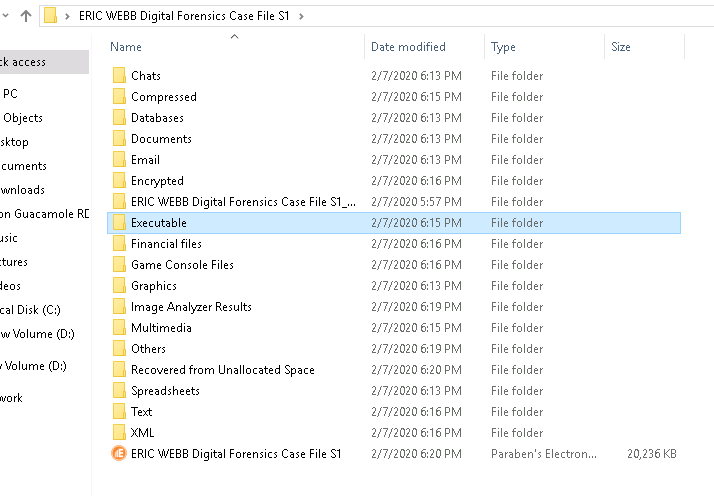 ERIC WEBB Digital Forensics Case File S1
Name Date modified Type Size
ck access
PC
Objects
sktop
cuments
wnloads
on Guacamole RD
usic
ctures
deos
cal Disk (C:)
w Volume (D:)
v Volume (D:)
work
Chats 2/7/2020 6:13 PM File folder
Compressed 2/7/2020 6:15 PM File folder
Databases 2/7/2020 6:13 PM File folder
Documents 2/7/2020 6:13 PM File folder
Email 2/7/2020 6:13 PM File folder
Encrypted 2/7/2020 6:16 PM File folder
ERIC WEBB Digital Forensics Case File S1_... 2/7/2020 5:57 PM File folder
Executable 2/7/2020 6:15 PM File folder
Financial files 2/7/2020 6:16 PM File folder
Game Console Files 2/7/2020 6:16 PM File folder
Graphics 2/7/2020 6:13 PM File folder
Image Analyzer Results 2/7/2020 6:19 PM File folder
Multimedia 2/7/2020 6:15 PM File folder
Others 2/7/2020 6:19 PM File folder
Recovered from Unallocated Space 2/7/2020 6:20 PM File folder
Spreadsheets 2/7/2020 6:13 PM File folder
Text 2/7/2020 6:16 PM File folder
XML 2/7/2020 6:16 PM File folder
ERIC WEBB Digital Forensics Case File S1 2/7/2020 6:20 PM Paraben's Electron... 20,236 KB